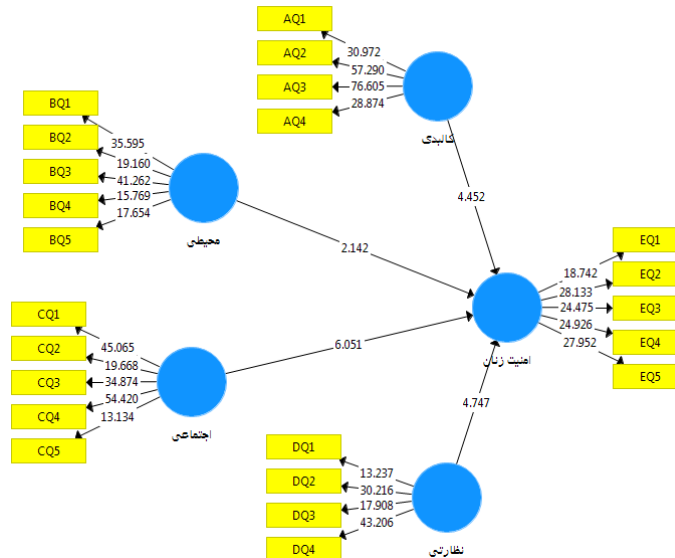 AQ1
AQ2
AQ3
AQ4
30.972
57.290
76.605
28.874
کالبدی
4.452
BQ1
BQ2
BQ3
BQ4
BQ5
35.595
19.160
41.262
15.769
17.654
محیطی
2.142
CQ1
CQ2
CQ3
CQ4
CQ5
45.065
19.668
34.874
54.420
13.134
اجتماعی
6.051
EQ1
EQ2
EQ3
EQ4
EQ5
18.742
28.133
24.475
24.926
27.952
امنیت زنان
4.747
DQ1
DQ2
DQ3
DQ4
13.237
30.216
17.908
43.206
نظارتی